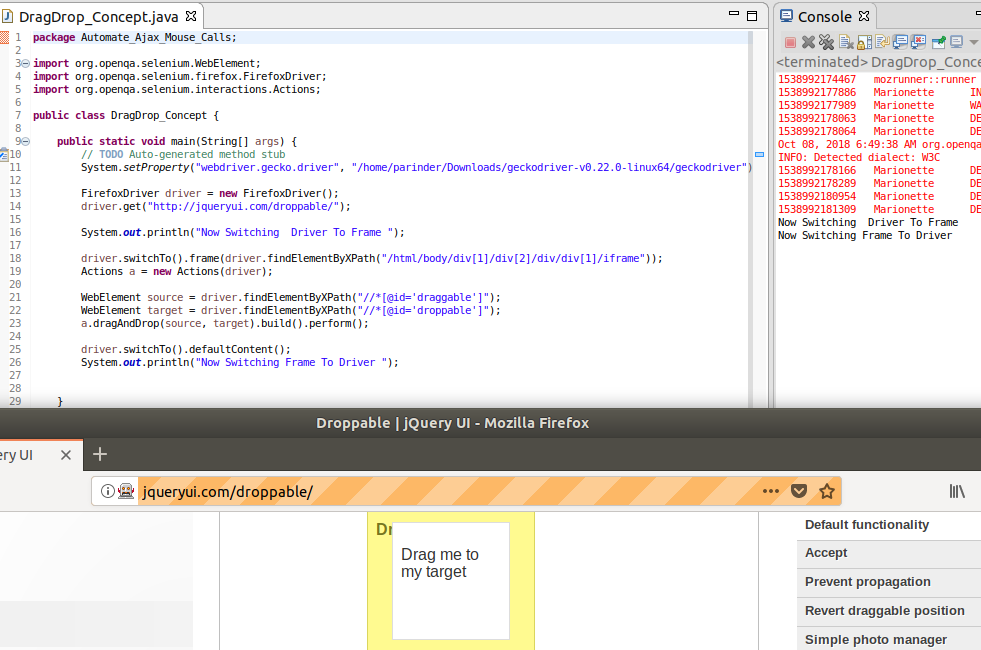 DragDrop_Concept.java
1 package Automate_Ajax_Mouse_Calls;
2
3 import org.openqa.selenium.WebElement;
4 import org.openqa.selenium.firefox.FirefoxDriver;
5 import org.openqa.selenium.interactions.Actions;
6
7 public class DragDrop_Concept {
8
9     public static void main(String[] args) {
10         // TODO Auto-generated method stub
11         System.setProperty("webdriver.gecko.driver", "/home/parinder/Downloads/geckodriver-v0.22.0-linux64/geckodriver")
12
13         FirefoxDriver driver = new FirefoxDriver();
14         driver.get("http://jqueryui.com/droppable/");
15
16         System.out.println("Now Switching  Driver To Frame ");
17
18         driver.switchTo().frame(driver.findElementByXPath("/html/body/div[1]/div[2]/div/div[1]/iframe"));
19         Actions a = new Actions(driver);
20
21         WebElement source = driver.findElementByXPath("//*[@id='draggable']");
22         WebElement target = driver.findElementByXPath("//*[@id='droppable']");
23         a.dragAndDrop(source, target).build().perform();
24
25         driver.switchTo().defaultContent();
26         System.out.println("Now Switching Frame To Driver ");
27
28
29     }
Console
<terminated> DragDrop_Conce
1538992174467 mozrunner::runner
1538992177886 Marionette IN
1538992177989 Marionette WA
1538992178063 Marionette DE
1538992178064 Marionette DE
Oct 08, 2018 6:49:38 AM org.openqa
INFO: Detected dialect: W3C
1538992178166 Marionette DE
1538992178289 Marionette DE
1538992180954 Marionette DE
1538992181309 Marionette DE
Now Switching  Driver To Frame
Now Switching Frame To Driver
Droppable | jQuery UI - Mozilla Firefox
ery UI
jqueryui.com/droppable/
Dr
Drag me to
my target
Default functionality
Accept
Prevent propagation
Revert draggable position
Simple photo manager